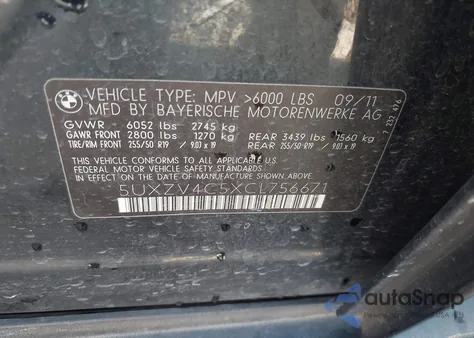 VEHICLE TYPE: MPV >6000 LBS 09/11
MFD BY BAYERISCHE MOTORENWERKE AG
GVWR 6052 lbs 2745 kg
GAWR FRONT 2800 lbs 1270 kg REAR 3439 lbs 1560 kg
TIRE/RIM FRONT 255/50 R19 // 9.0J x 19 REAR 255/50 R19 // 9.0J x 19
THIS VEHICLE CONFORMS TO ALL APPLICABLE
FEDERAL MOTOR VEHICLE SAFETY STANDARDS
IN EFFECT ON THE DATE OF MANUFACTURE SHOWN ABOVE.
5UXZV4C5XCL756671
7 232 476
autoSnap